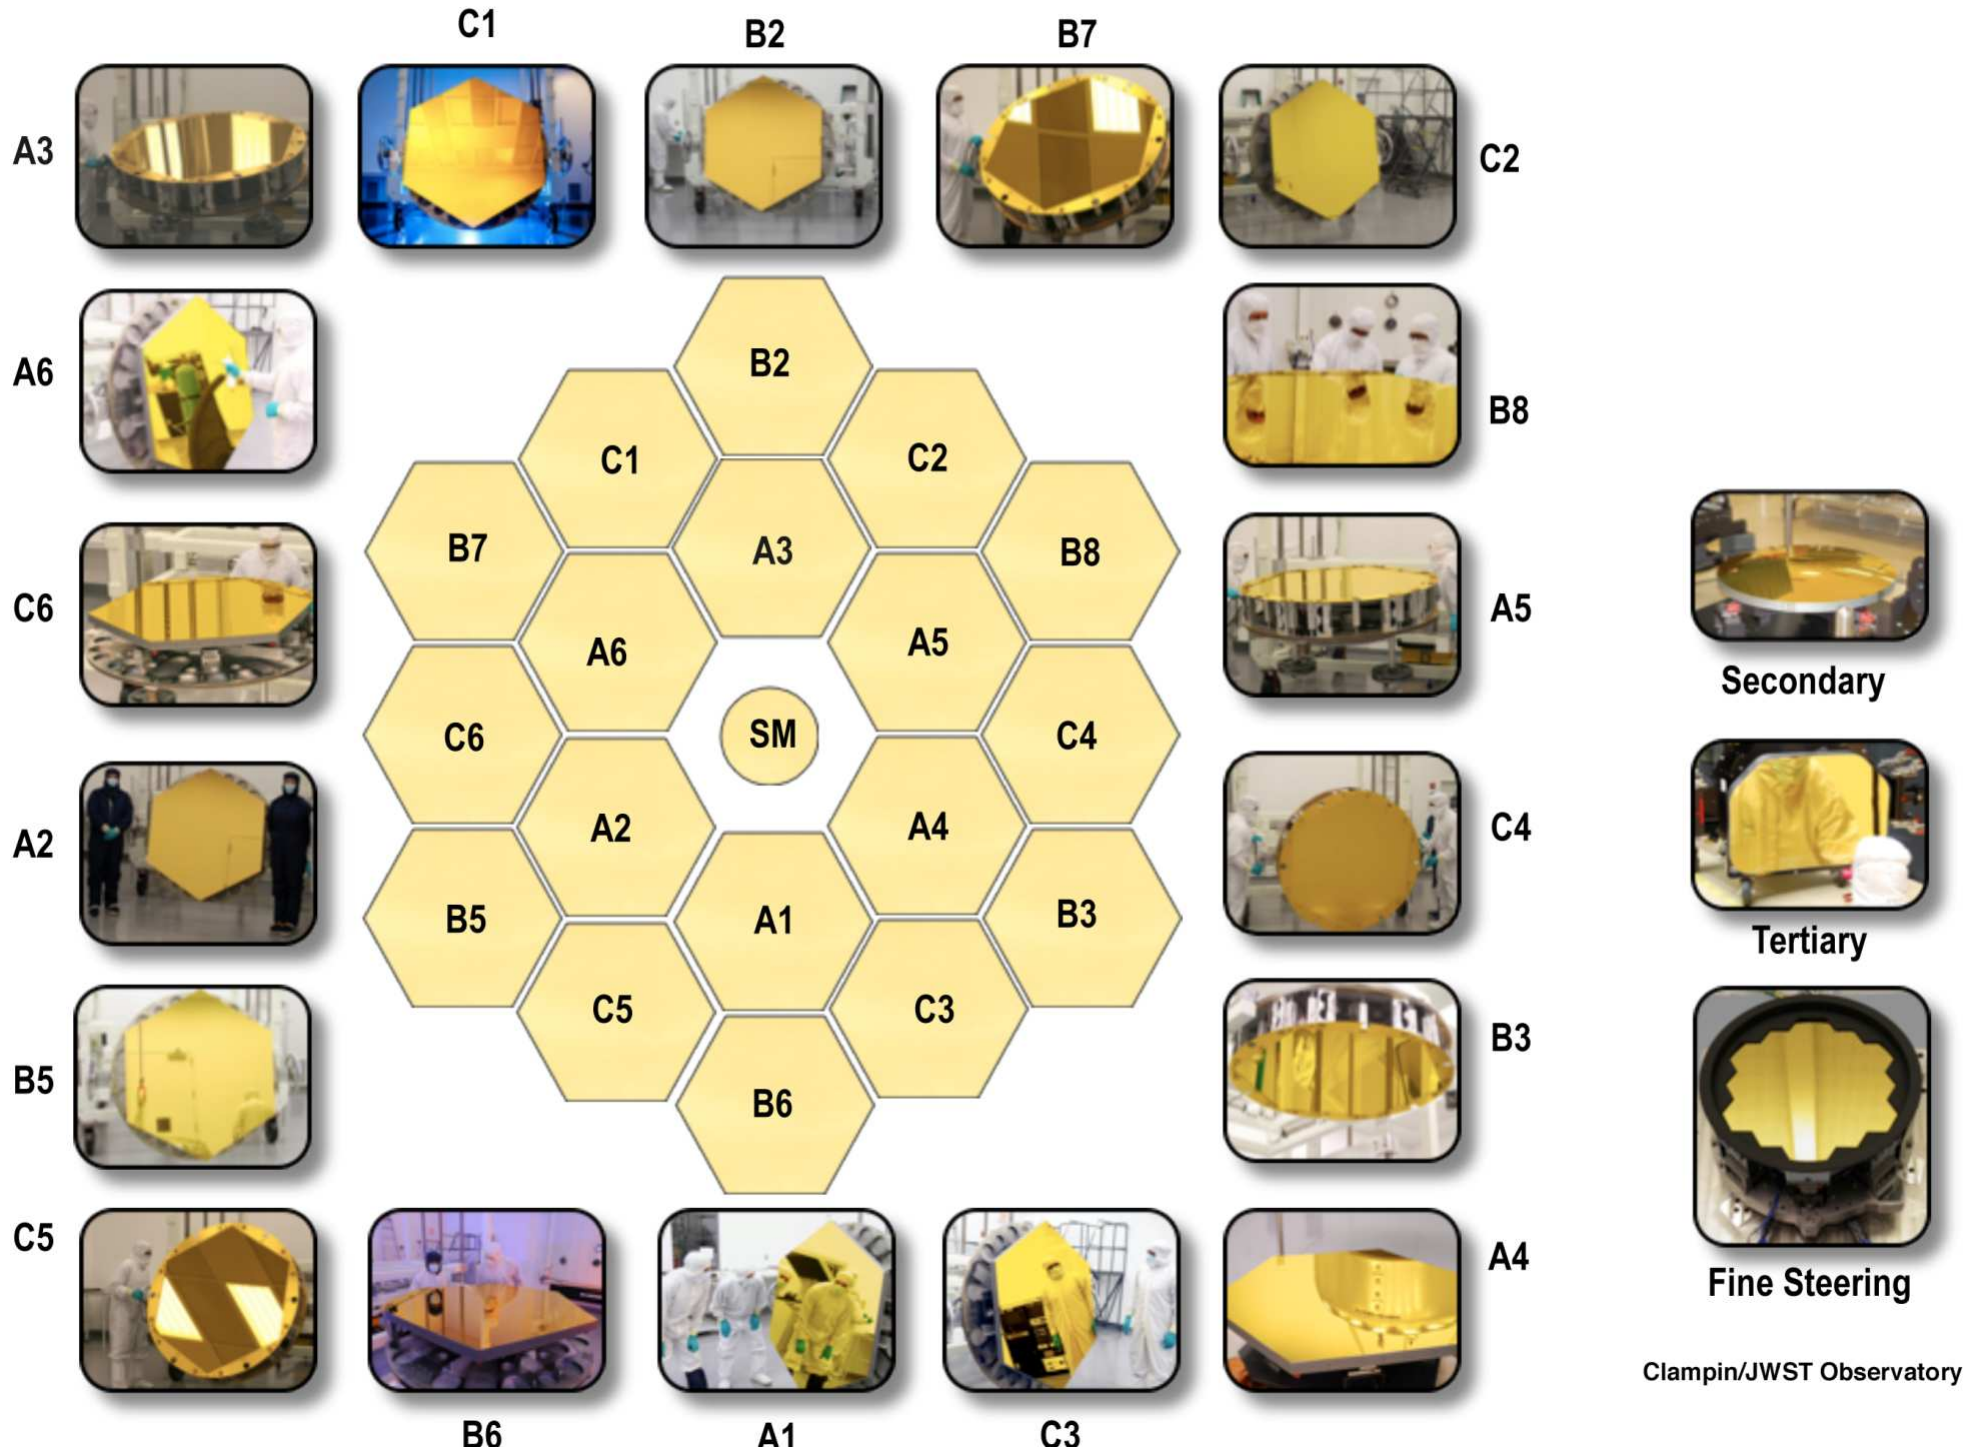 C1
B2
B7
A3
C2
A6
B8
C6
A5
A2
C4
B5
B3
C5
A4
B6
A1
C3
B2
C1
C2
B7
A3
B8
A6
A5
C6
SM
C4
A2
A4
B5
A1
B3
C5
C3
B6
Secondary
Tertiary
Fine Steering
Clampin/JWST Observatory